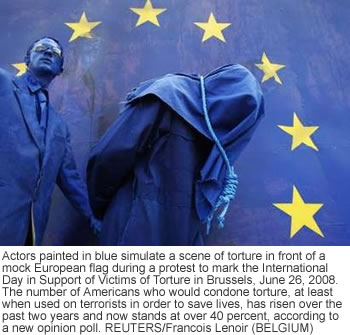 Actors painted in blue simulate a scene of torture in front of a
mock European flag during a protest to mark the International
Day in Support of Victims of Torture in Brussels, June 26, 2008.
The number of Americans who would condone torture, at least
when used on terrorists in order to save lives, has risen over the
past two years and now stands at over 40 percent, according to
a new opinion poll. REUTERS/Francois Lenoir (BELGIUM)